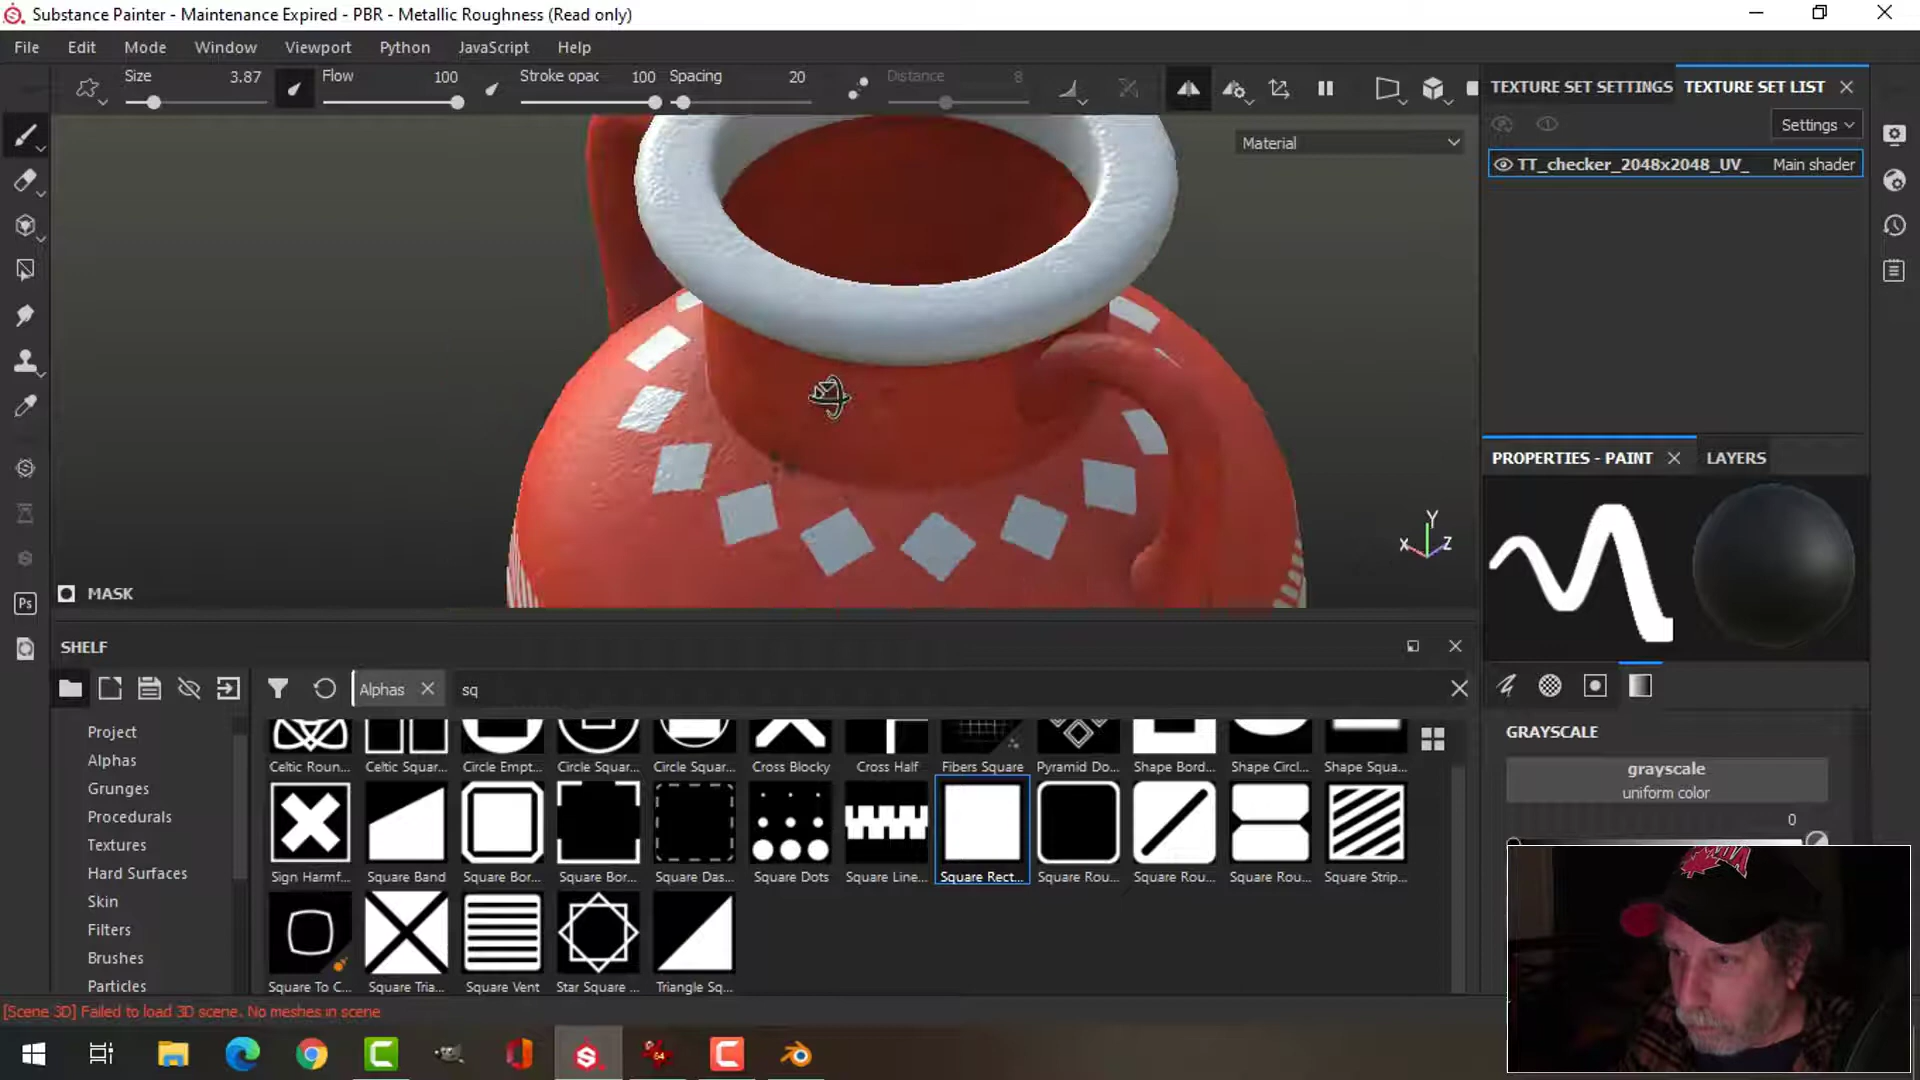 Substance Painter - Maintenance Expired - PBR - Metallic Roughness (Read only)
File Edit Mode Window Viewport Python JavaScript Help
Size 3.87 Flow 100 Stroke opac 100 Spacing 20 Distance 8
TEXTURE SET SETTINGS TEXTURE SET LIST
Settings
Material
TT_checker_2048x2048_UV_ Main shader
PROPERTIES - PAINT LAYERS
Y
X Z
MASK
Ps
SHELF
Alphas sq
GRAYSCALE
grayscale
uniform color
0
Project
Alphas
Grunges
Procedurals
Textures
Hard Surfaces
Skin
Filters
Brushes
Particles
Celtic Roun... Celtic Squar... Circle Empt... Circle Squar... Circle Squar... Cross Blocky Cross Half Fibers Square Pyramid Do... Shape Bord... Shape Circl... Shape Squa...
Sign Harmf... Square Band Square Bor... Square Bor... Square Das... Square Dots Square Line... Square Rect... Square Rou... Square Rou... Square Rou... Square Strip...
Square To C... Square Tria... Square Vent Star Square ... Triangle Sq...
[Scene 3D] Failed to load 3D scene. No meshes in scene
64